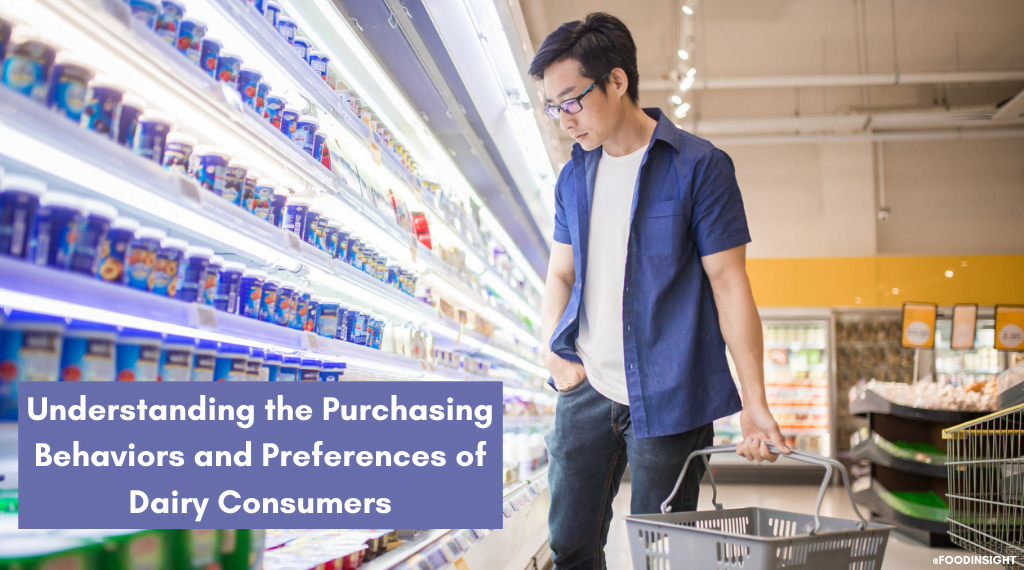 Understanding the Purchasing
Behaviors and Preferences of
Dairy Consumers
@FOODINSIGHT